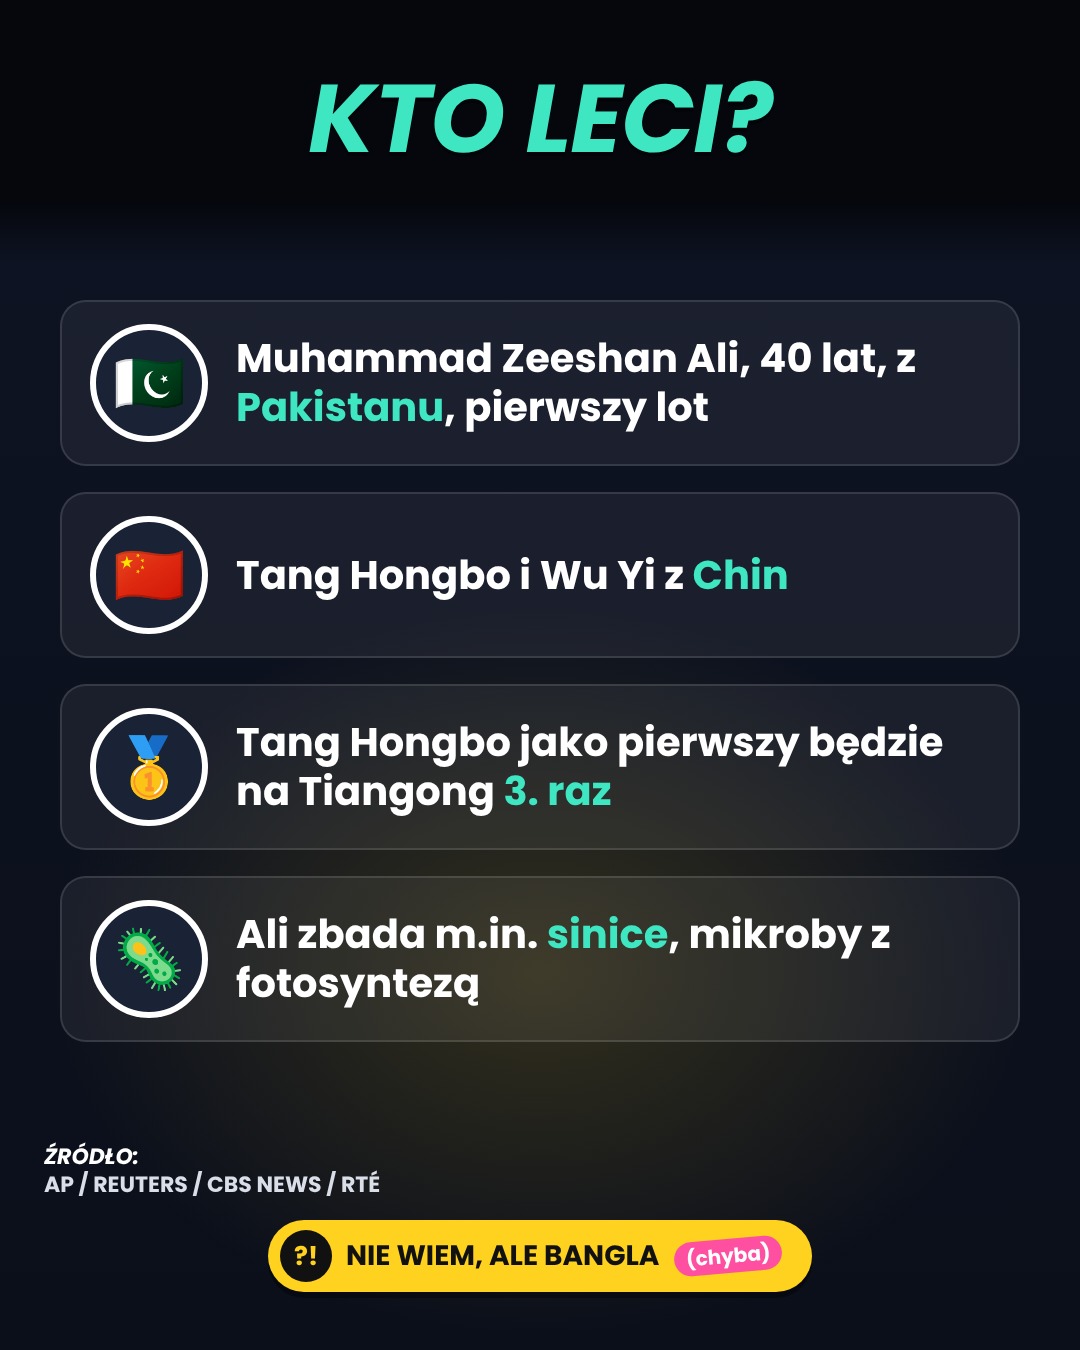 KTO LECI?
Muhammad Zeeshan Ali, 40 lat, z
Pakistanu, pierwszy lot
Tang Hongbo i Wu Yi z Chin
Tang Hongbo jako pierwszy będzie
na Tiangong 3. raz
Ali zbada m.in. sinice, mikroby z
fotosyntezą
ŹRÓDŁO:
AP / REUTERS / CBS NEWS / RTÉ
?! NIE WIEM, ALE BANGLA (chyba)